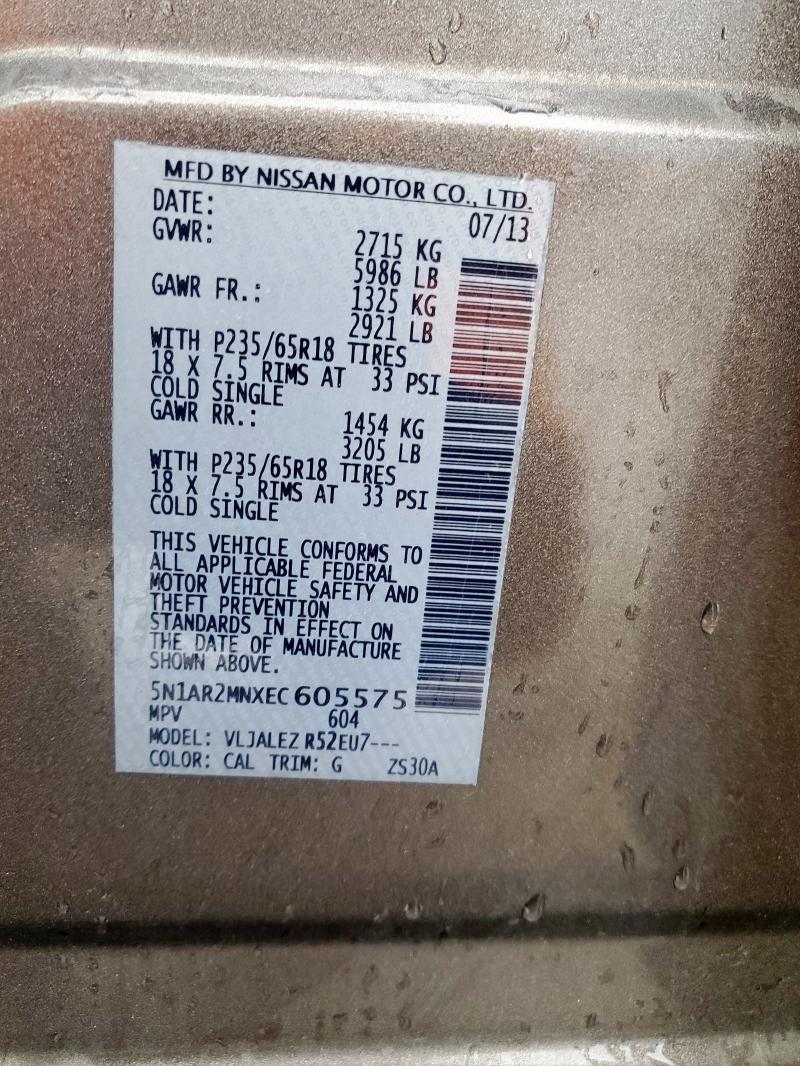 MFD BY NISSAN MOTOR CO., LTD.
DATE: 07/13
GVWR: 2715 KG
5986 LB
GAWR FR.: 1325 KG
2921 LB
WITH P235/65R18 TIRES
18 X 7.5 RIMS AT 33 PSI
COLD SINGLE
GAWR RR.: 1454 KG
3205 LB
WITH P235/65R18 TIRES
18 X 7.5 RIMS AT 33 PSI
COLD SINGLE
THIS VEHICLE CONFORMS TO
ALL APPLICABLE FEDERAL
MOTOR VEHICLE SAFETY AND
THEFT PREVENTION
STANDARDS IN EFFECT ON
THE DATE OF MANUFACTURE
SHOWN ABOVE.
5N1AR2MNXEC605575
MPV 604
MODEL: VLJALEZ R52EU7---
COLOR: CAL TRIM: G ZS30A